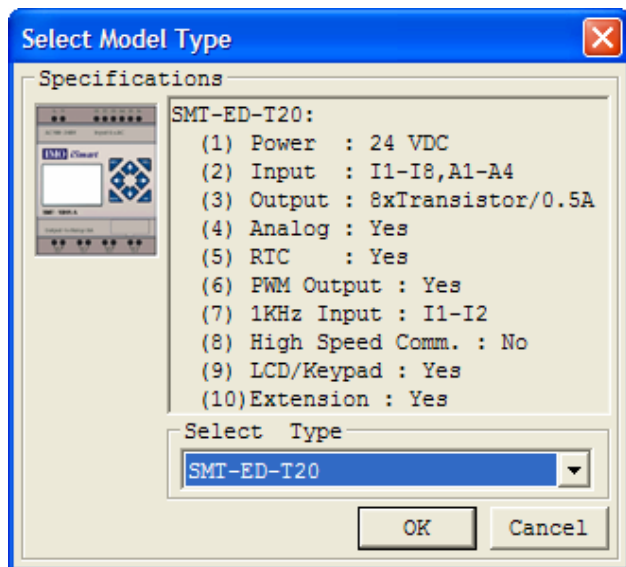 Select Model Type
Specifications
IMO iSmart
SMT-ED-T20:
(1) Power : 24 VDC
(2) Input : I1-I8,A1-A4
(3) Output : 8xTransistor/0.5A
(4) Analog : Yes
(5) RTC : Yes
(6) PWM Output : Yes
(7) 1KHz Input : I1-I2
(8) High Speed Comm. : No
(9) LCD/Keypad : Yes
(10)Extension : Yes
Select Type
SMT-ED-T20
OK
Cancel